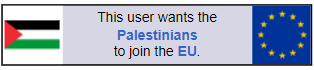 This user wants the
Palestinians
to join the EU.